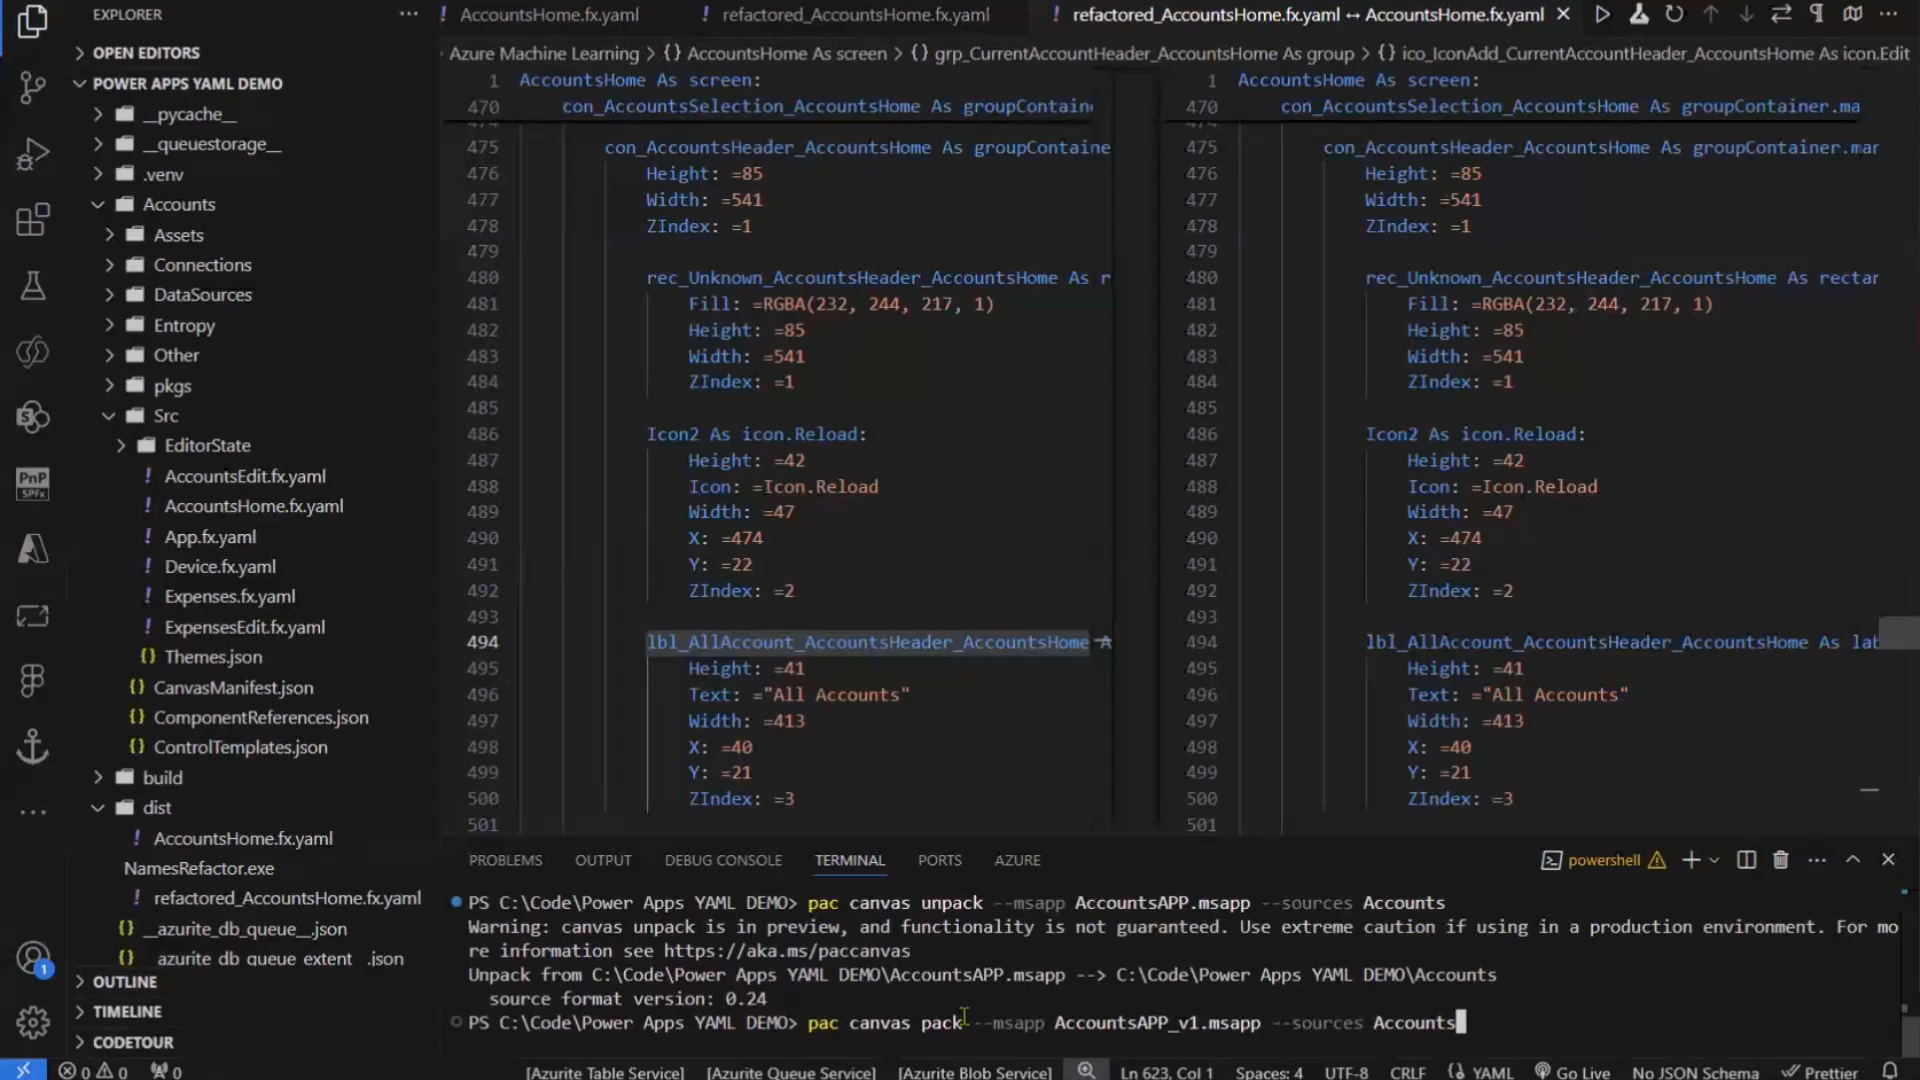 EXPLORER
OPEN EDITORS
POWER APPS YAML DEMO
__pycache__
__queuestorage__
.venv
Accounts
Assets
Connections
DataSources
Entropy
Other
pkgs
Src
EditorState
! AccountsEdit.fx.yaml
! AccountsHome.fx.yaml
! App.fx.yaml
! Device.fx.yaml
! Expenses.fx.yaml
! ExpensesEdit.fx.yaml
{} Themes.json
{} CanvasManifest.json
{} ComponentReferences.json
{} ControlTemplates.json
build
dist
! AccountsHome.fx.yaml
NamesRefactor.exe
! refactored_AccountsHome.fx.yaml
{} __azurite_db_queue__.json
OUTLINE
TIMELINE
CODETOUR
PnP
SPFx
1
! AccountsHome.fx.yaml
! refactored_AccountsHome.fx.yaml
! refactored_AccountsHome.fx.yaml ↔ AccountsHome.fx.yaml
Azure Machine Learning > {} AccountsHome As screen > {} grp_CurrentAccountHeader_AccountsHome As group > {} ico_IconAdd_CurrentAccountHeader_AccountsHome As icon.Edit
1 AccountsHome As screen:
470 con_AccountsSelection_AccountsHome As groupContain
475 con_AccountsHeader_AccountsHome As groupContaine
476 Height: =85
477 Width: =541
478 ZIndex: =1
479
480 rec_Unknown_AccountsHeader_AccountsHome As r
481 Fill: =RGBA(232, 244, 217, 1)
482 Height: =85
483 Width: =541
484 ZIndex: =1
485
486 Icon2 As icon.Reload:
487 Height: =42
488 Icon: =Icon.Reload
489 Width: =47
490 X: =474
491 Y: =22
492 ZIndex: =2
493
494 lbl_AllAccount_AccountsHeader_AccountsHome A
495 Height: =41
496 Text: ="All Accounts"
497 Width: =413
498 X: =40
499 Y: =21
500 ZIndex: =3
501
1 AccountsHome As screen:
470 con_AccountsSelection_AccountsHome As groupContainer.ma
475 con_AccountsHeader_AccountsHome As groupContainer.mar
476 Height: =85
477 Width: =541
478 ZIndex: =1
479
480 rec_Unknown_AccountsHeader_AccountsHome As rectar
481 Fill: =RGBA(232, 244, 217, 1)
482 Height: =85
483 Width: =541
484 ZIndex: =1
485
486 Icon2 As icon.Reload:
487 Height: =42
488 Icon: =Icon.Reload
489 Width: =47
490 X: =474
491 Y: =22
492 ZIndex: =2
493
494 lbl_AllAccount_AccountsHeader_AccountsHome As lab
495 Height: =41
496 Text: ="All Accounts"
497 Width: =413
498 X: =40
499 Y: =21
500 ZIndex: =3
501
PROBLEMS OUTPUT DEBUG CONSOLE TERMINAL PORTS AZURE
powershell
PS C:\Code\Power Apps YAML DEMO> pac canvas unpack --msapp AccountsAPP.msapp --sources Accounts
Warning: canvas unpack is in preview, and functionality is not guaranteed. Use extreme caution if using in a production environment. For mo
re information see https://aka.ms/paccanvas
Unpack from C:\Code\Power Apps YAML DEMO\AccountsAPP.msapp --> C:\Code\Power Apps YAML DEMO\Accounts
source format version: 0.24
PS C:\Code\Power Apps YAML DEMO> pac canvas pack --msapp AccountsAPP_v1.msapp --sources Accounts
0 0 0 [Azurite Table Service] [Azurite Queue Service] [Azurite Blob Service] Ln 623, Col 1 Spaces: 4 UTF-8 CRLF {} YAML Go Live No JSON Schema Prettier